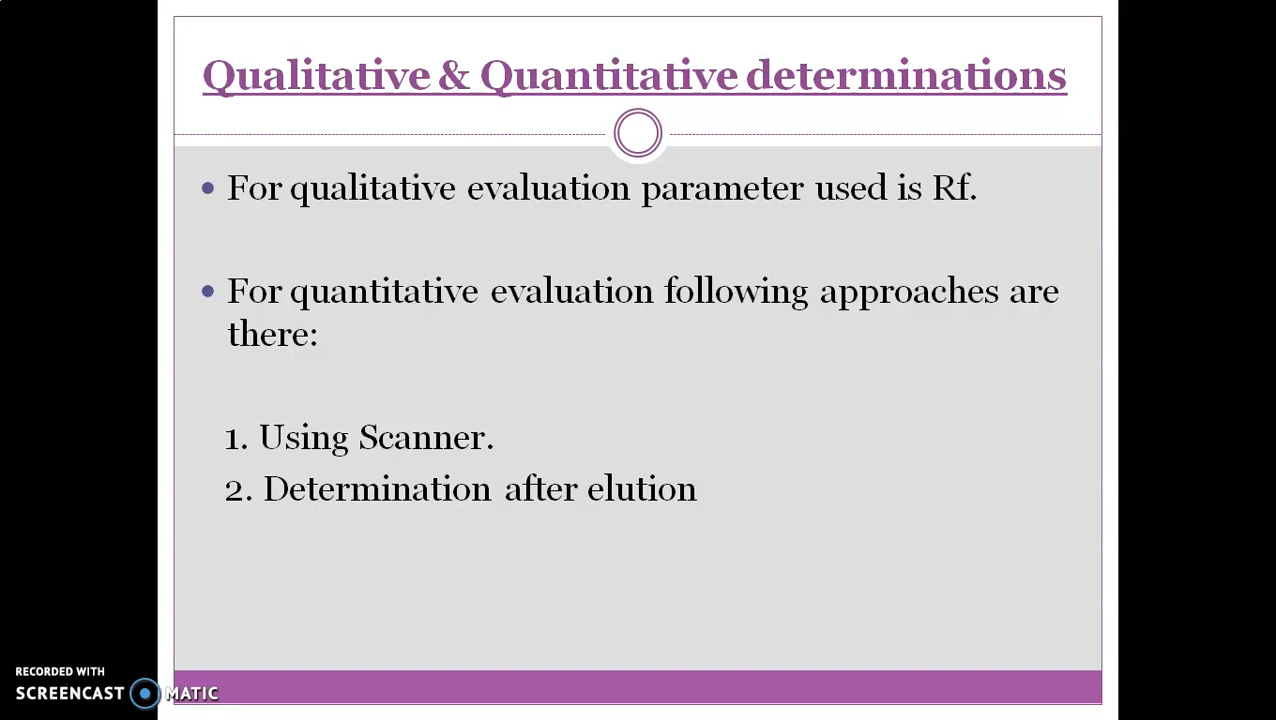 Qualitative & Quantitative determinations
• For qualitative evaluation parameter used is Rf.
• For quantitative evaluation following approaches are
there:
1. Using Scanner.
2. Determination after elution
RECORDED WITH
SCREENCAST MATIC